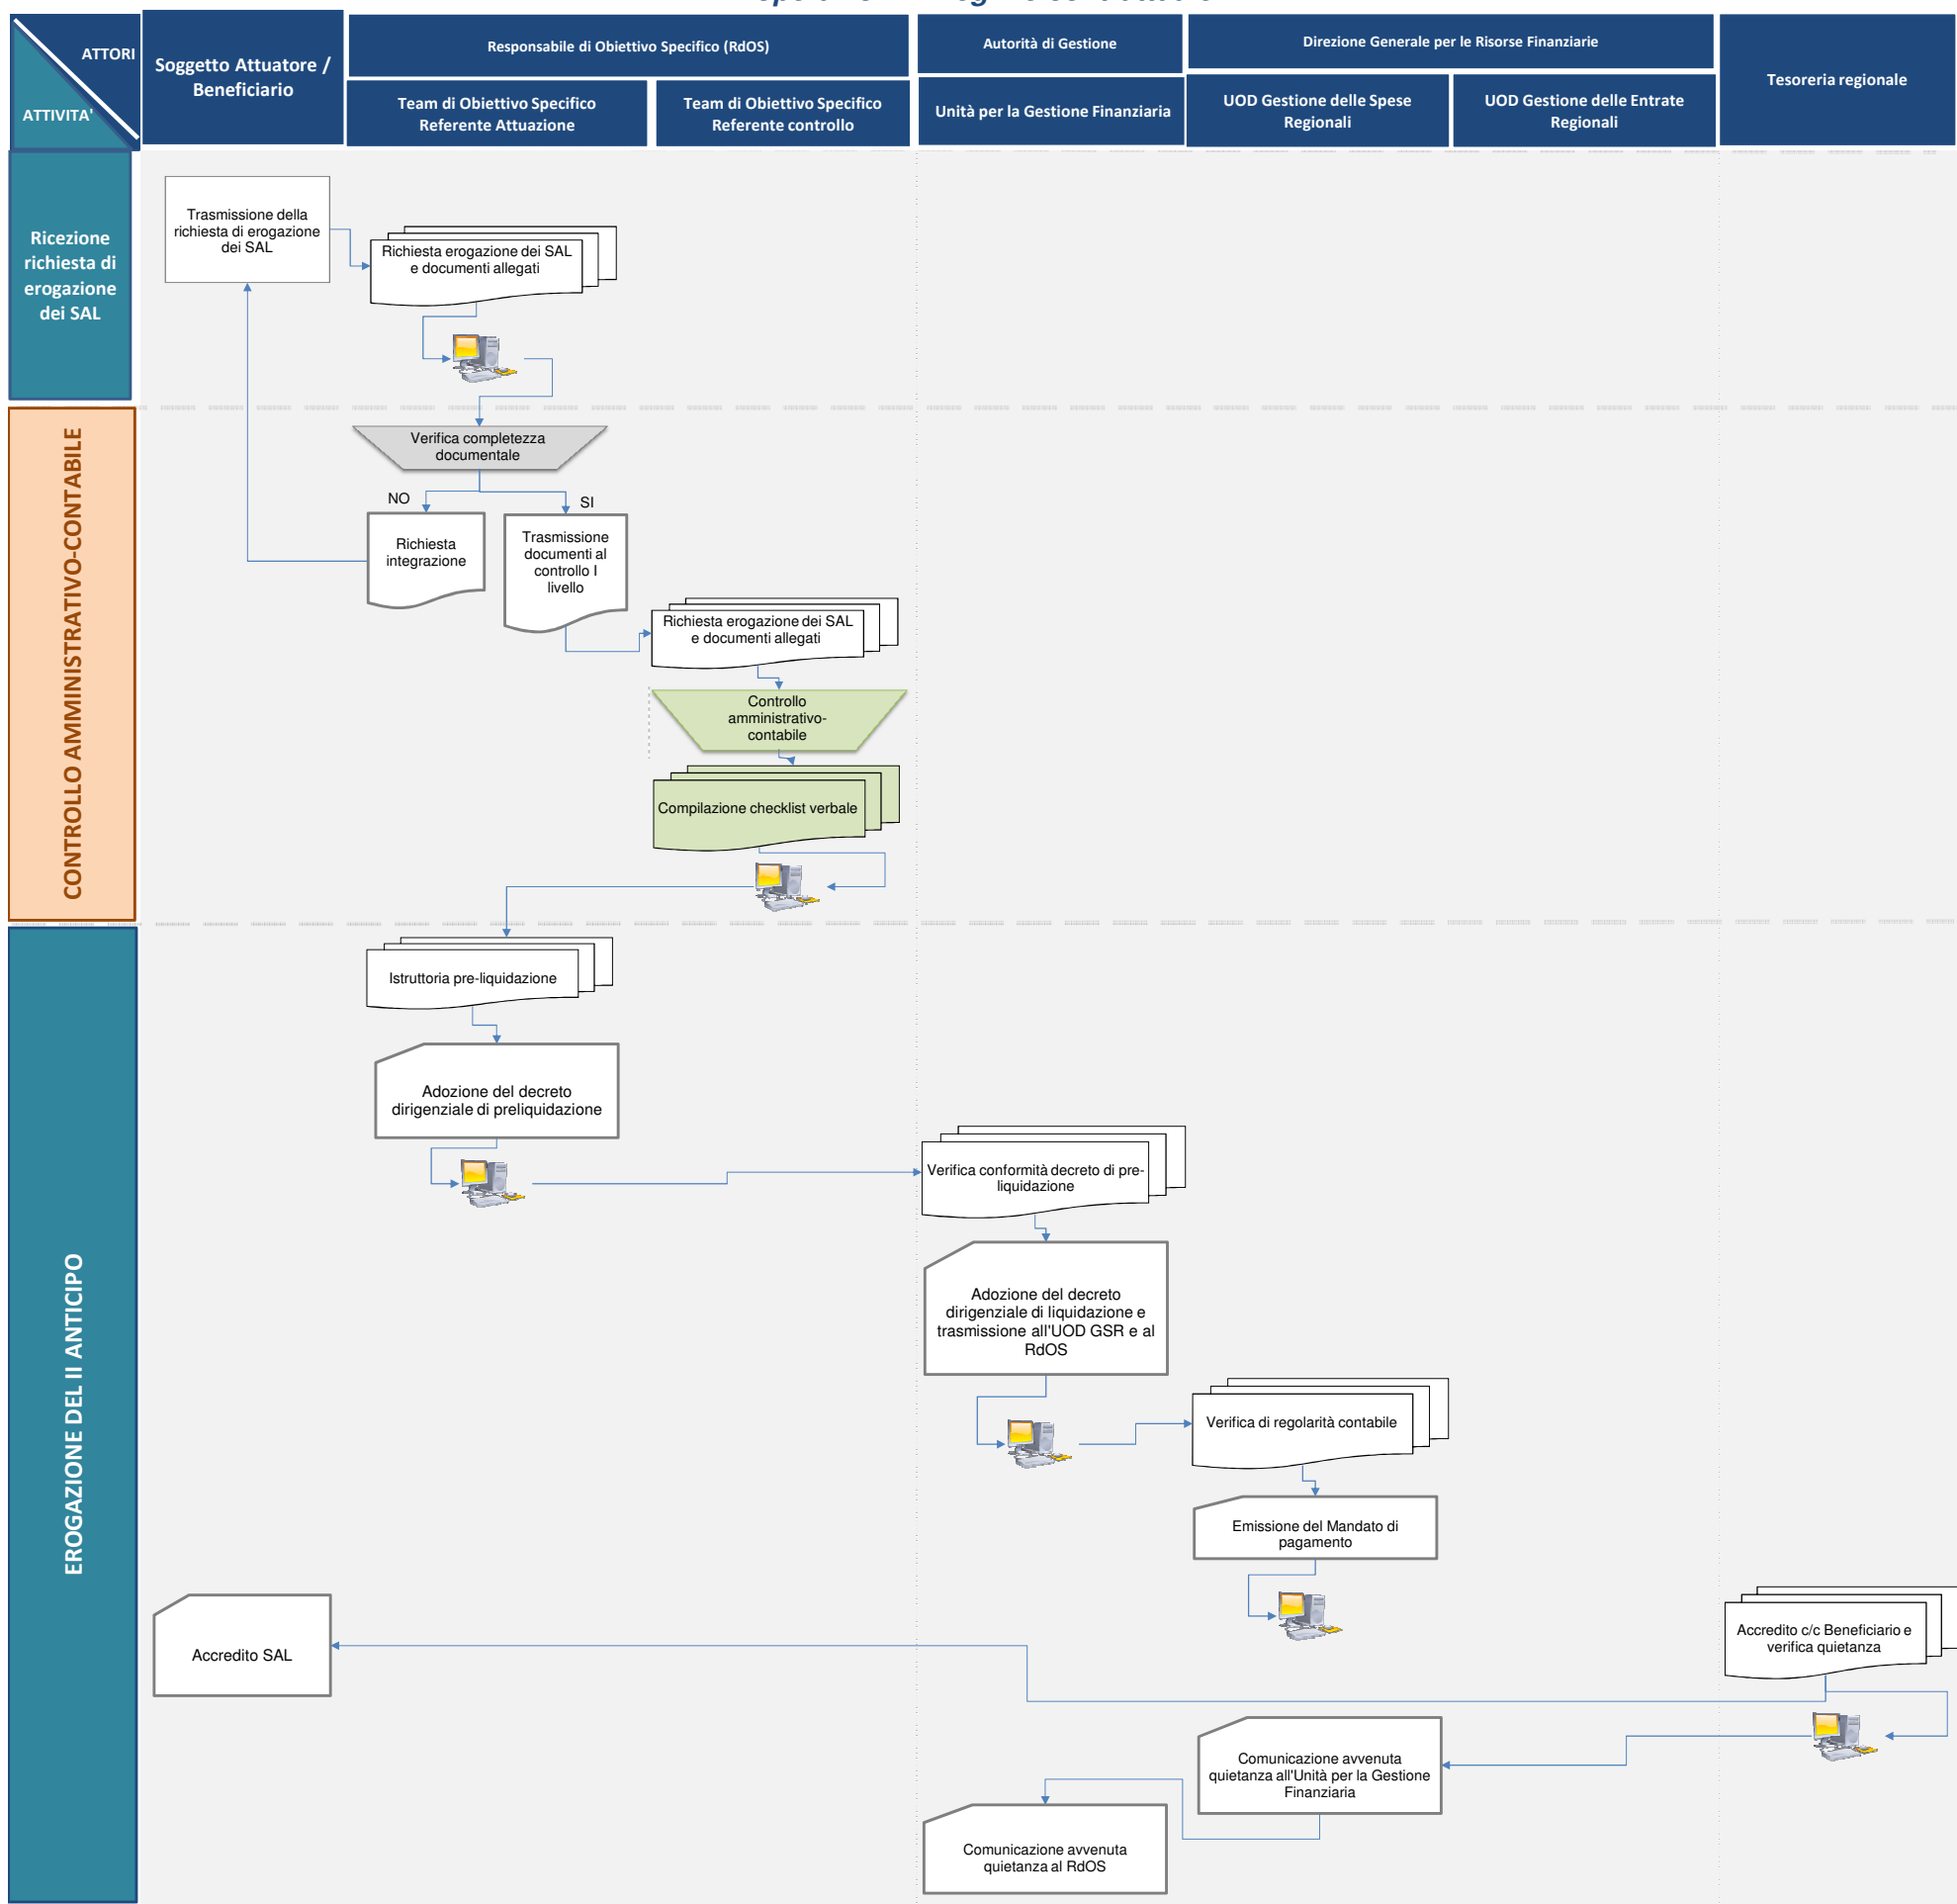 ATTORI
ATTIVITA'
Soggetto Attuatore /
Beneficiario
Responsabile di Obiettivo Specifico (RdOS)
Team di Obiettivo Specifico
Referente Attuazione
Team di Obiettivo Specifico
Referente controllo
Autorità di Gestione
Unità per la Gestione Finanziaria
Direzione Generale per le Risorse Finanziarie
UOD Gestione delle Spese
Regionali
UOD Gestione delle Entrate
Regionali
Tesoreria regionale
Ricezione
richiesta di
erogazione
dei SAL
Trasmissione della
richiesta di erogazione
dei SAL
Richiesta erogazione dei SAL
e documenti allegati
CONTROLLO AMMINISTRATIVO-CONTABILE
Verifica completezza
documentale
NO
SI
Richiesta
integrazione
Trasmissione
documenti al
controllo I
livello
Richiesta erogazione dei SAL
e documenti allegati
Controllo
amministrativo-
contabile
Compilazione checklist verbale
EROGAZIONE DEL II ANTICIPO
Istruttoria pre-liquidazione
Adozione del decreto
dirigenziale di preliquidazione
Verifica conformità decreto di pre-
liquidazione
Adozione del decreto
dirigenziale di liquidazione e
trasmissione all'UOD GSR e al
RdOS
Verifica di regolarità contabile
Emissione del Mandato di
pagamento
Accredito c/c Beneficiario e
verifica quietanza
Accredito SAL
Comunicazione avvenuta
quietanza all'Unità per la Gestione
Finanziaria
Comunicazione avvenuta
quietanza al RdOS